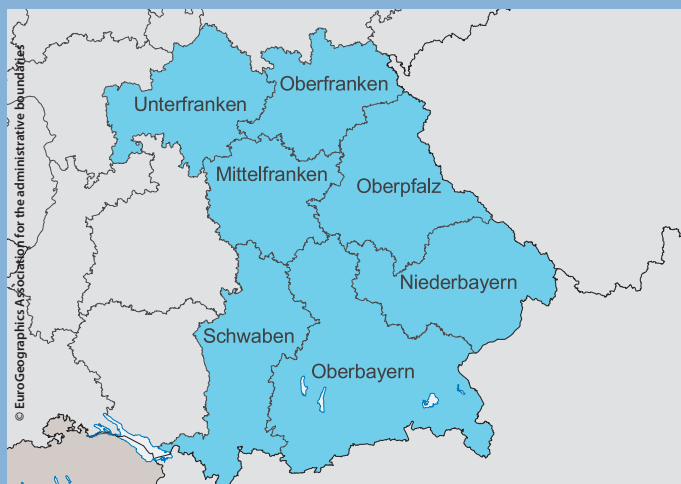 © EuroGeographics Association for the administrative boundaries
Oberfranken
Unterfranken
Mittelfranken
Oberpfalz
Niederbayern
Schwaben
Oberbayern